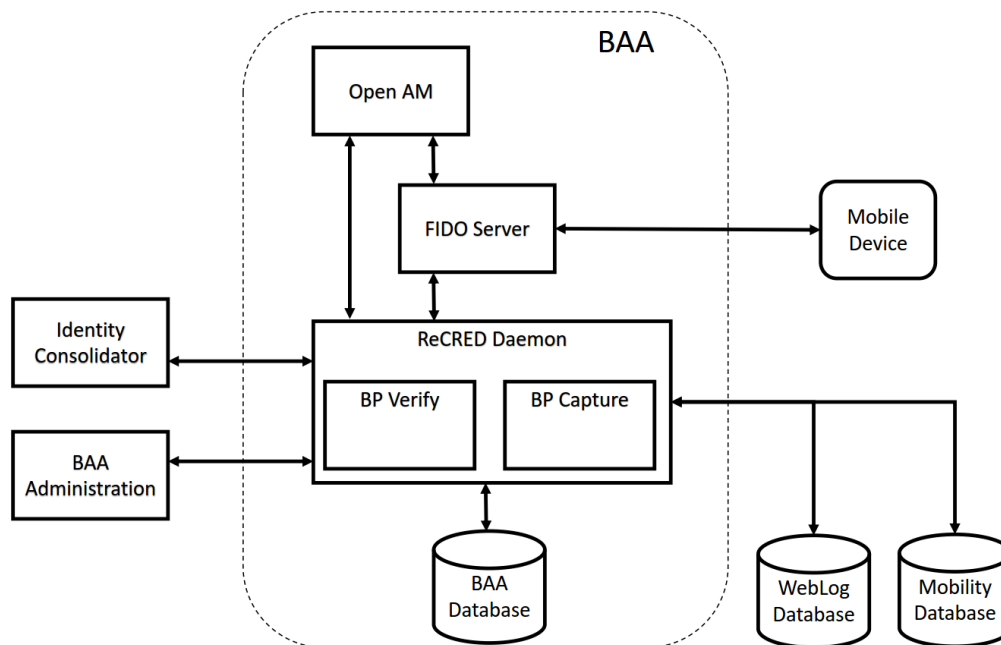 BAA
Open AM
FIDO Server
Mobile
Device
Identity
Consolidator
ReCRED Daemon
BP Verify
BP Capture
BAA
Administration
BAA
Database
WebLog
Database
Mobility
Database